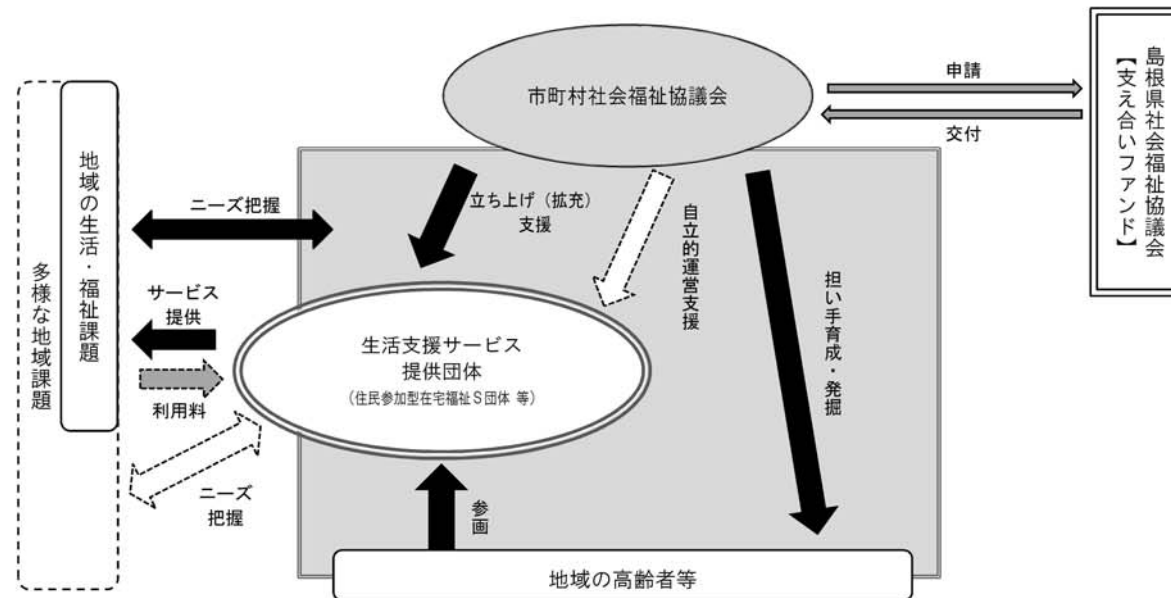 市町村社会福祉協議会
申請
交付
島根県社会福祉協議会
【支え合いファンド】
地域の生活・福祉課題
多様な地域課題
ニーズ把握
立ち上げ（拡充）
支援
自立的運営支援
担い手育成・発掘
サービス
提供
利用料
ニーズ
把握
生活支援サービス
提供団体
（住民参加型在宅福祉Ｓ団体 等）
参画
地域の高齢者等